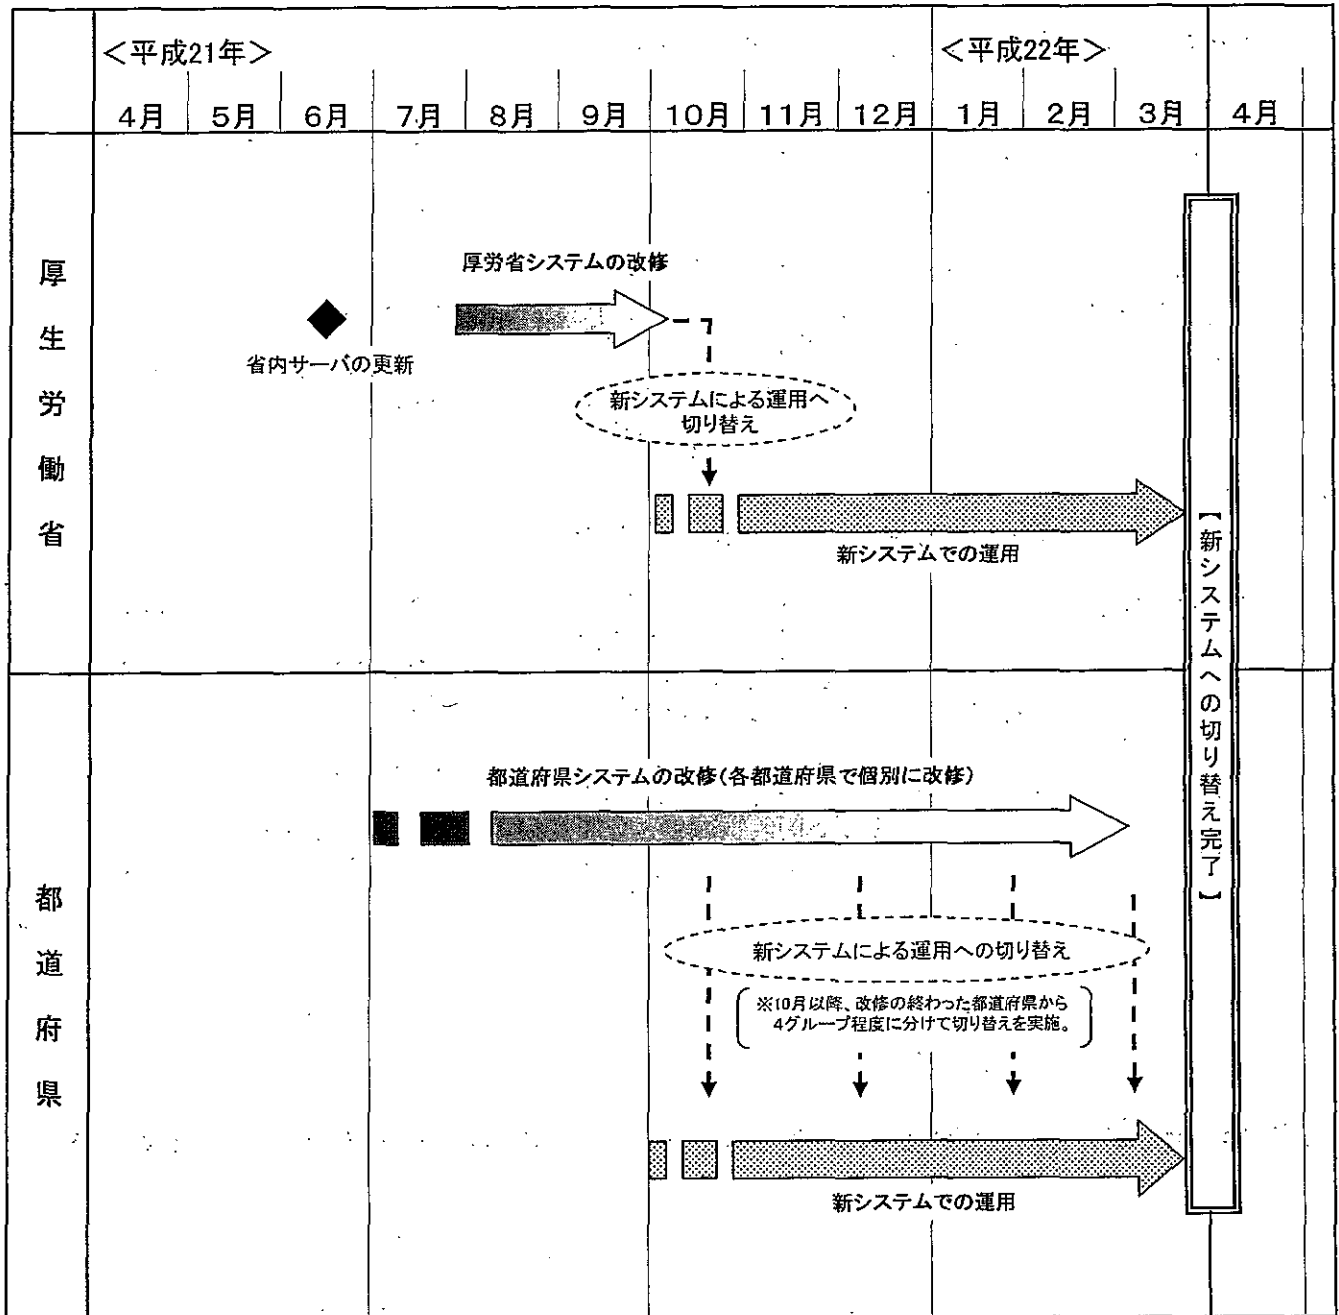 ＜平成21年＞
＜平成22年＞
4月 5月 6月 7月 8月 9月 10月 11月 12月 1月 2月 3月 4月
厚生労働省
厚労省システムの改修
省内サーバの更新
新システムによる運用へ
切り替え
新システムでの運用
【新システムへの切り替え完了】
都道府県
都道府県システムの改修(各都道府県で個別に改修)
新システムによる運用への切り替え
※10月以降、改修の終わった都道府県から
4グループ程度に分けて切り替えを実施。
新システムでの運用